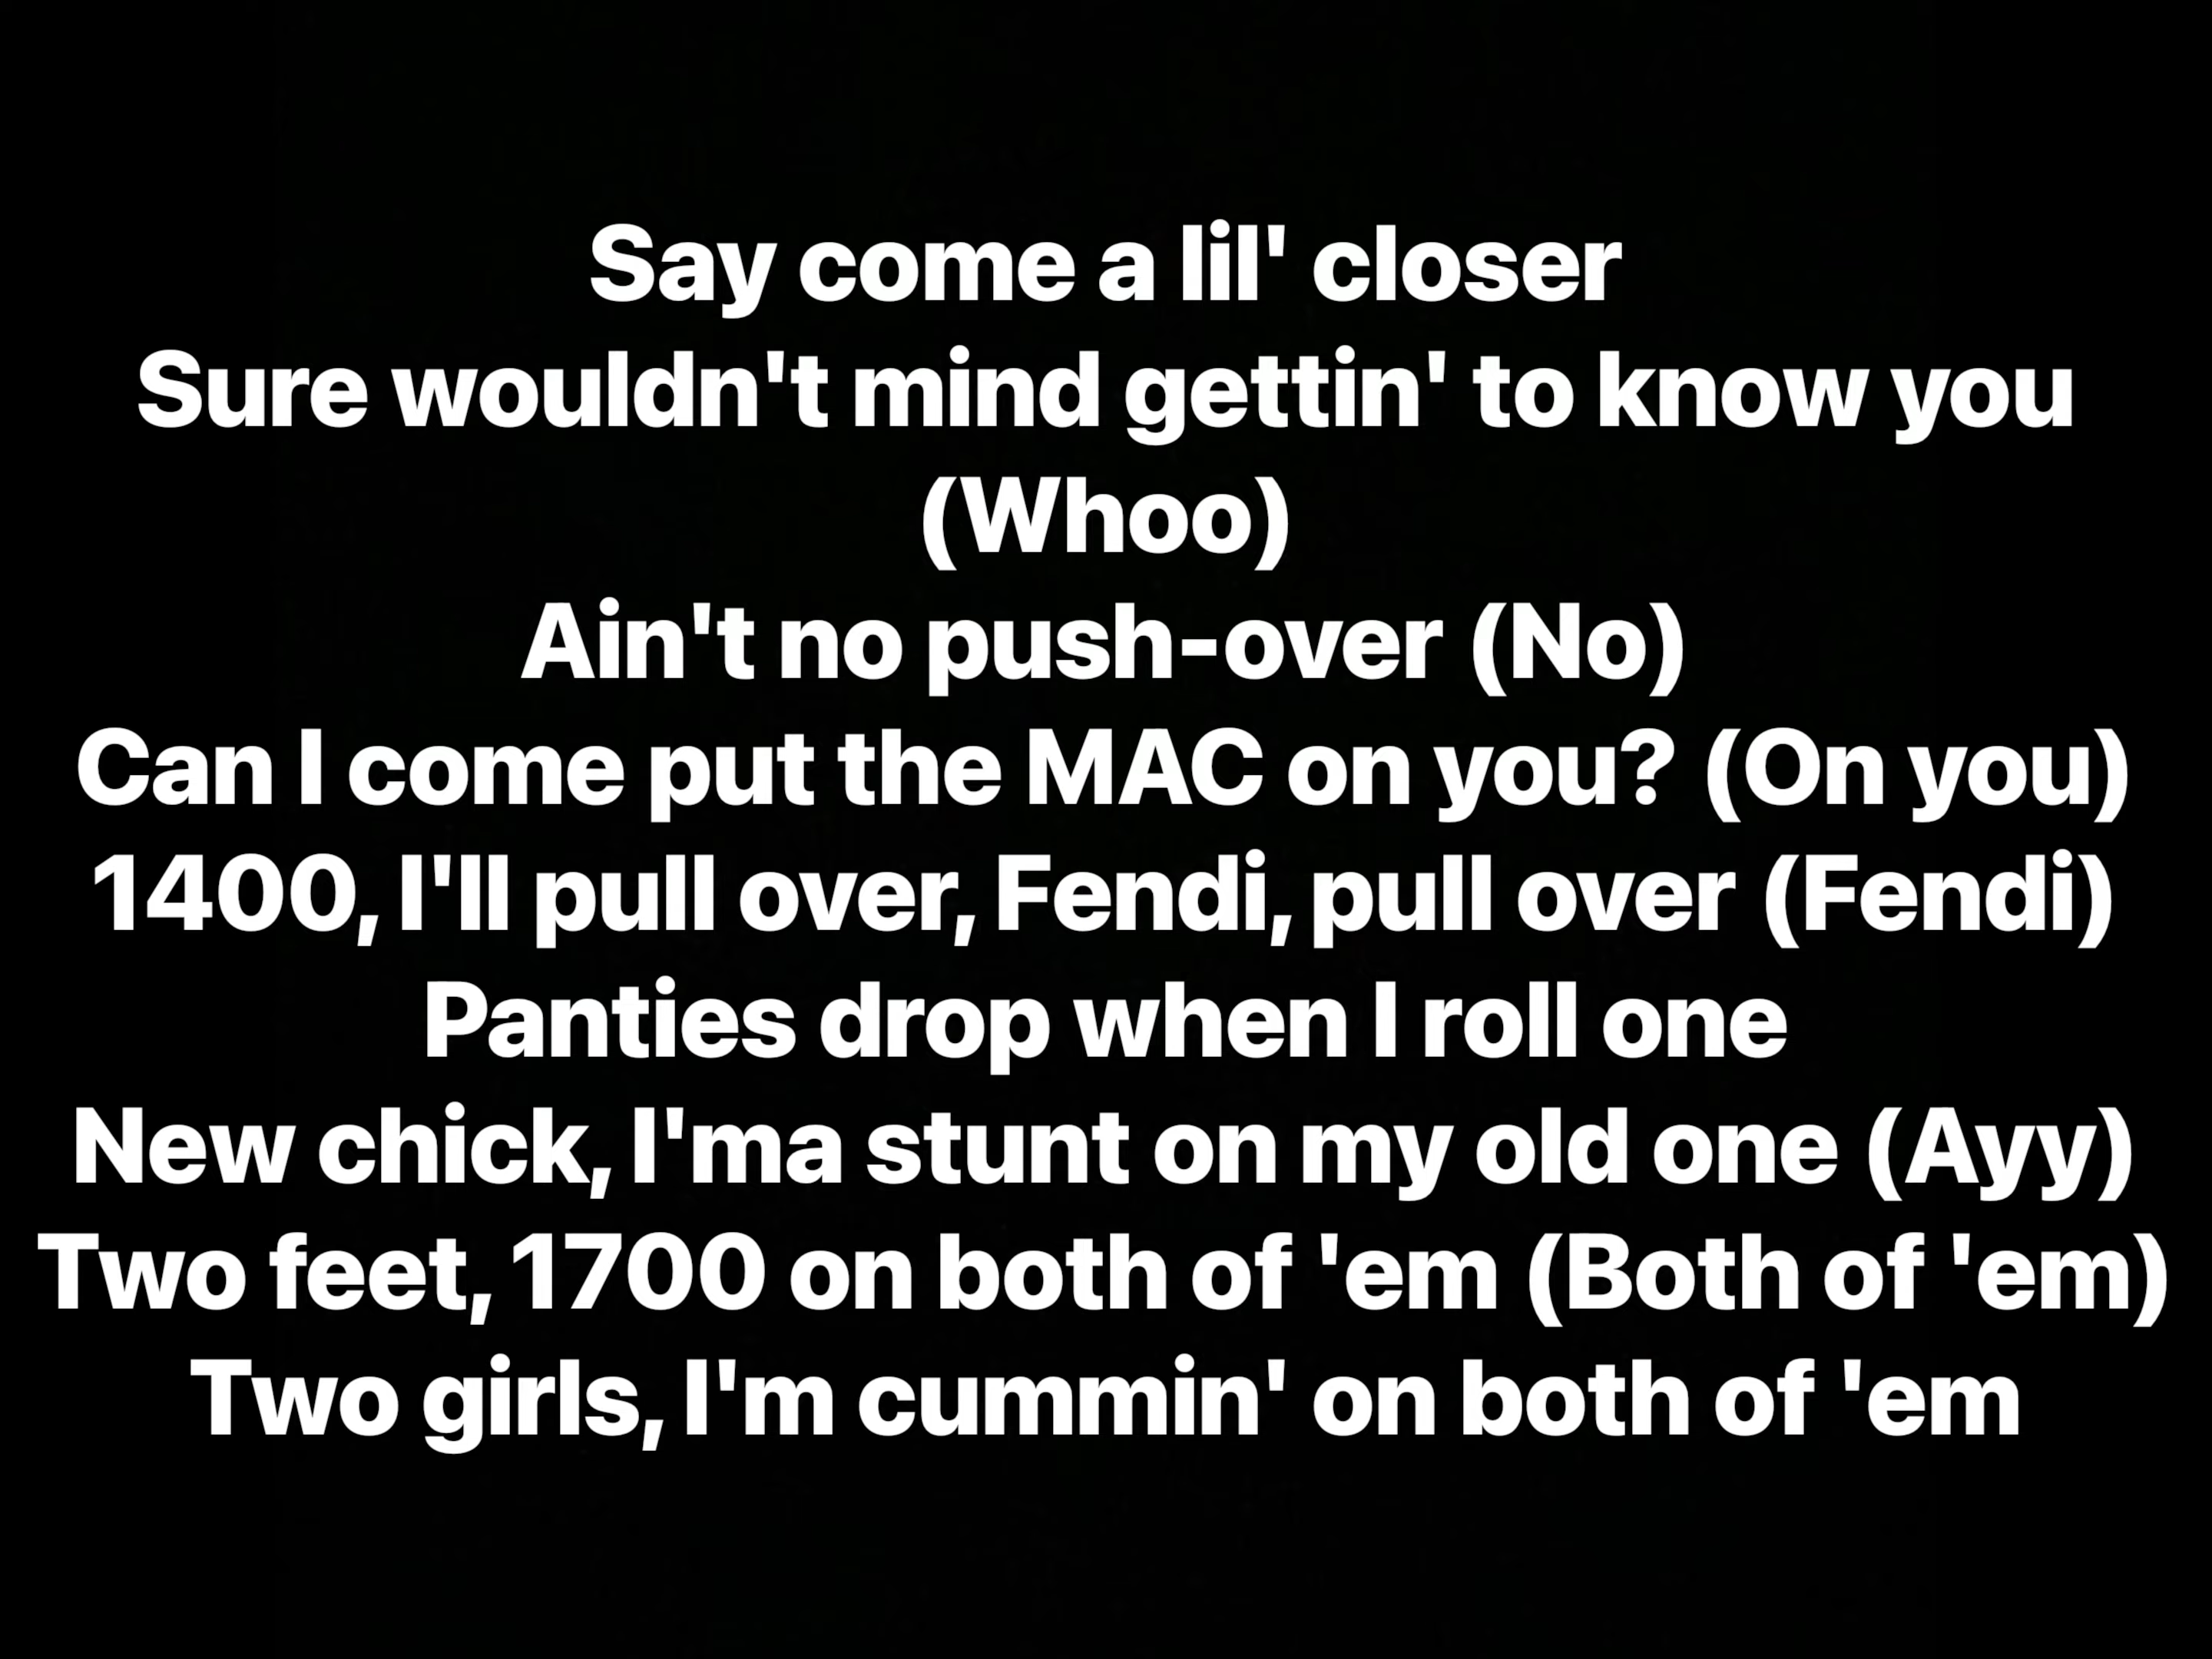 Say come a lil' closer
Sure wouldn't mind gettin' to know you
(Whoo)
Ain't no push-over (No)
Can I come put the MAC on you? (On you)
1400, I'll pull over, Fendi, pull over (Fendi)
Panties drop when I roll one
New chick, I'ma stunt on my old one (Ayy)
Two feet, 1700 on both of 'em (Both of 'em)
Two girls, I'm cummin' on both of 'em